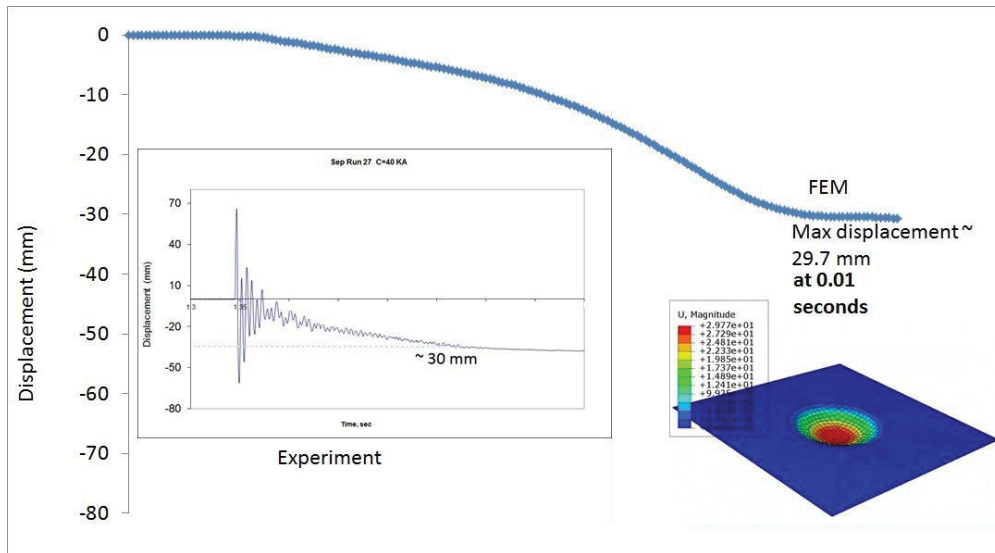 0
-10
-20
-30
-40
-50
-60
-70
-80
Displacement (mm)
Sep Run 27 C=40 KA
70
40
10
-20
-50
-80
1.3
1.35
Displacement (mm)
Time, sec
~ 30 mm
Experiment
FEM
Max displacement ~
29.7 mm
at 0.01
seconds
U, Magnitude
+2.977e+01
+2.729e+01
+2.481e+01
+2.233e+01
+1.985e+01
+1.737e+01
+1.489e+01
+1.241e+01